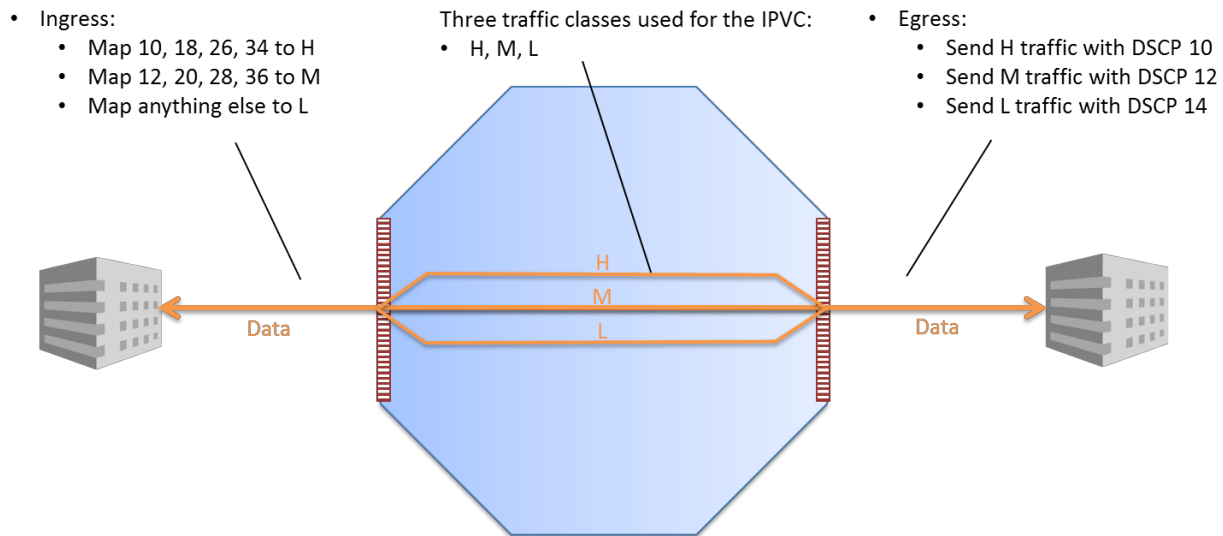 • Ingress:
• Map 10, 18, 26, 34 to H
• Map 12, 20, 28, 36 to M
• Map anything else to L
Three traffic classes used for the IPVC:
• H, M, L
• Egress:
• Send H traffic with DSCP 10
• Send M traffic with DSCP 12
• Send L traffic with DSCP 14
H
M
L
Data
Data